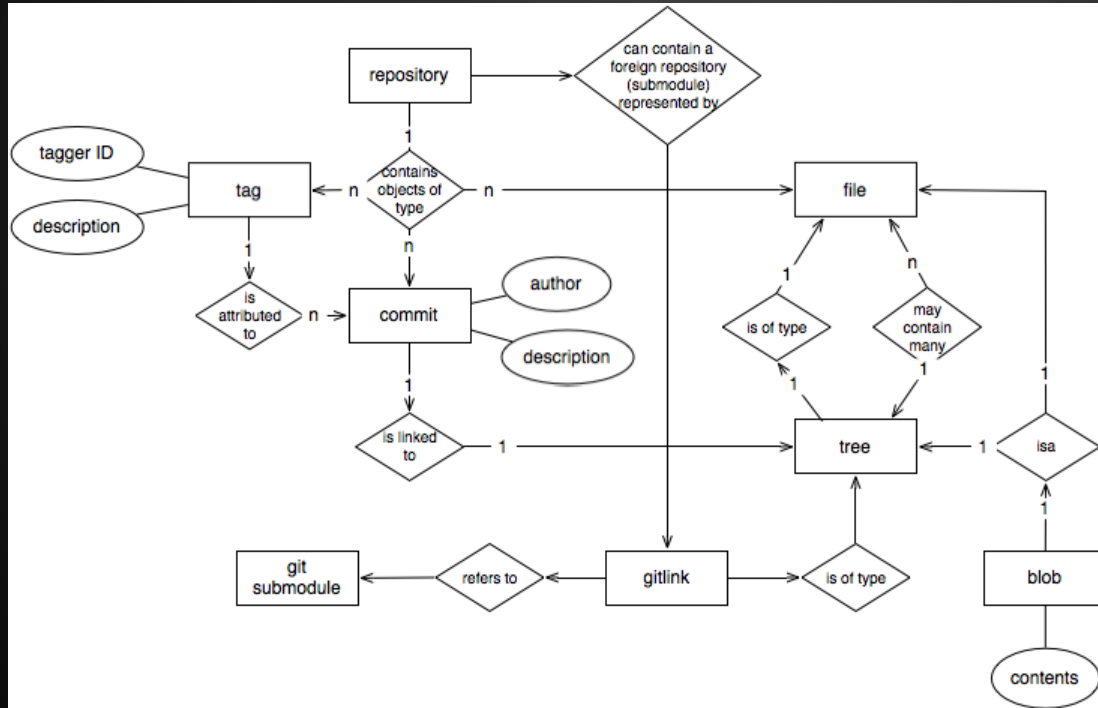 can contain a
foreign repository
(submodule)
represented by
repository
1
tagger ID
contains
objects of
type
tag
n
n
file
description
n
1
1
n
author
is
attributed
to
n
commit
is of type
may
contain
many
description
1
1
1
1
is linked
to
1
tree
1
isa
1
git
submodule
refers to
gitlink
is of type
blob
contents